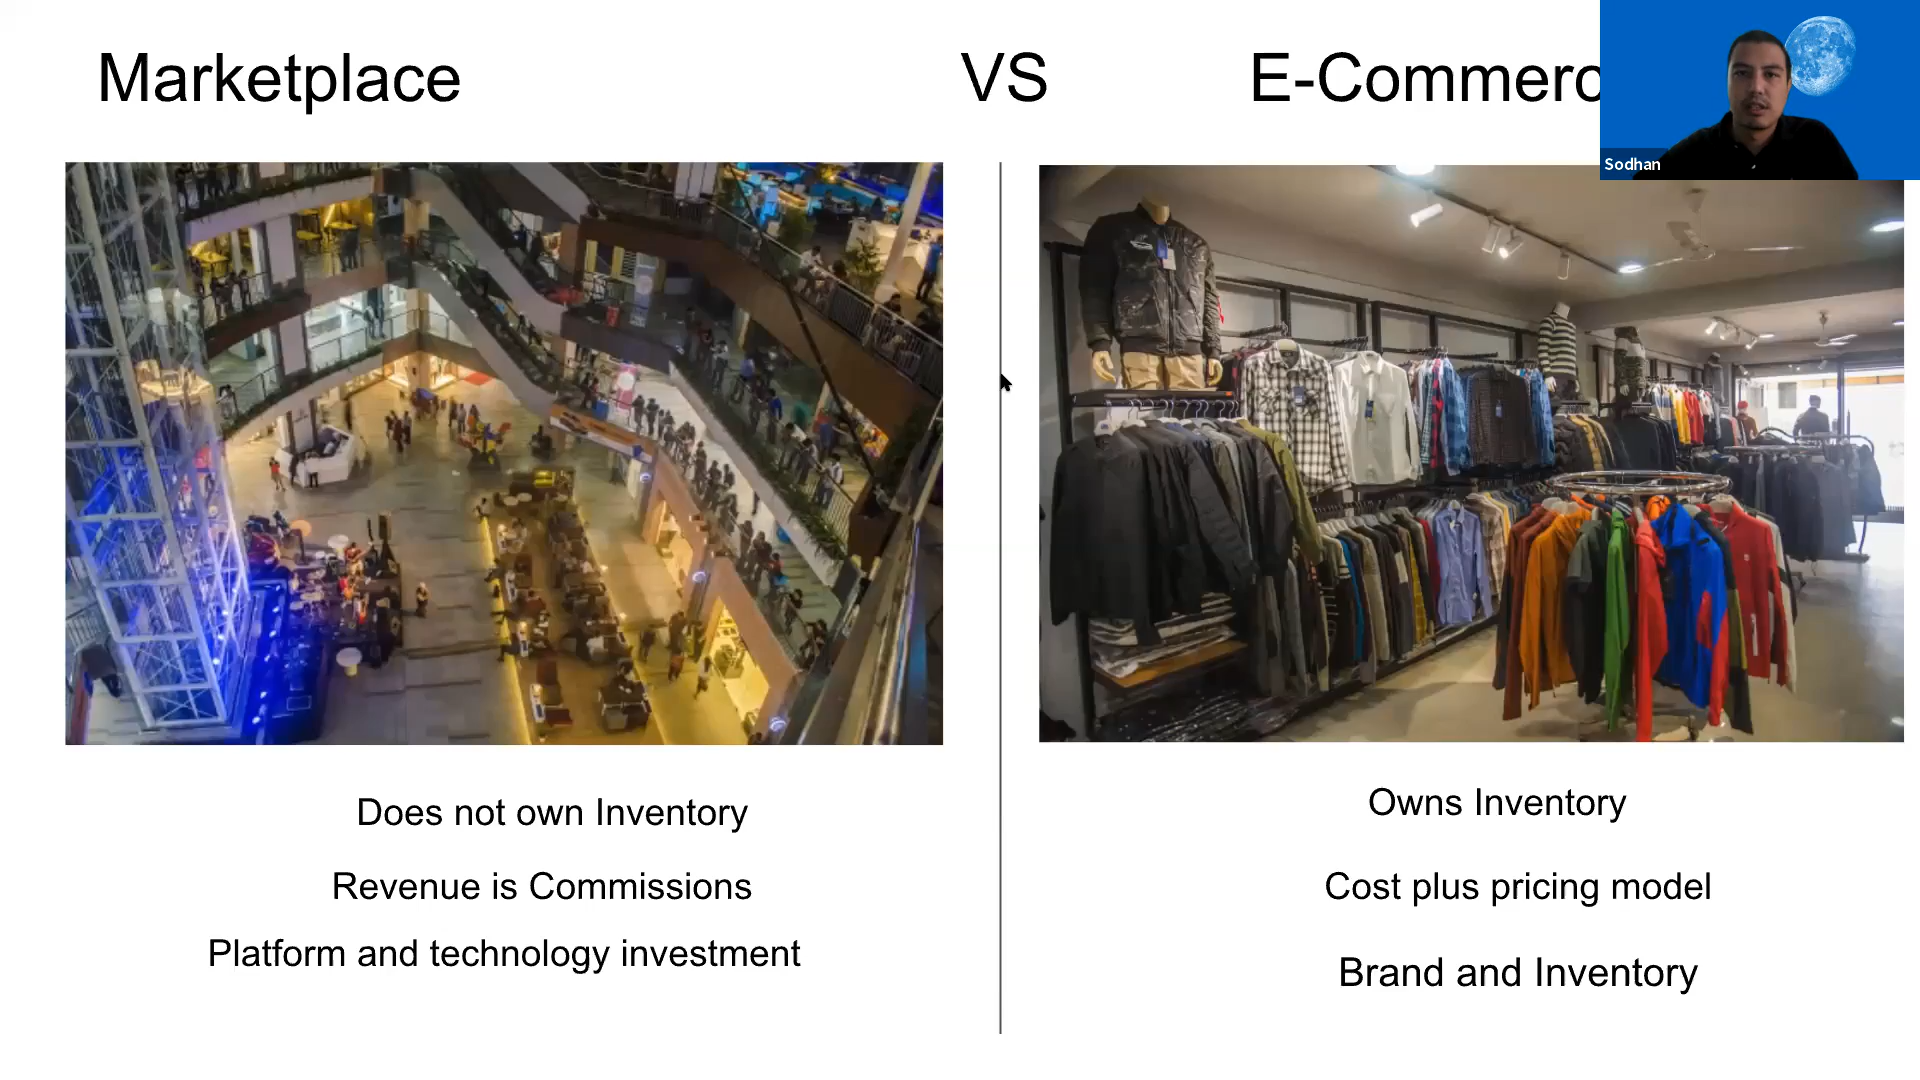 Marketplace
VS
E-Commerc
Sodhan
Does not own Inventory
Revenue is Commissions
Platform and technology investment
Owns Inventory
Cost plus pricing model
Brand and Inventory